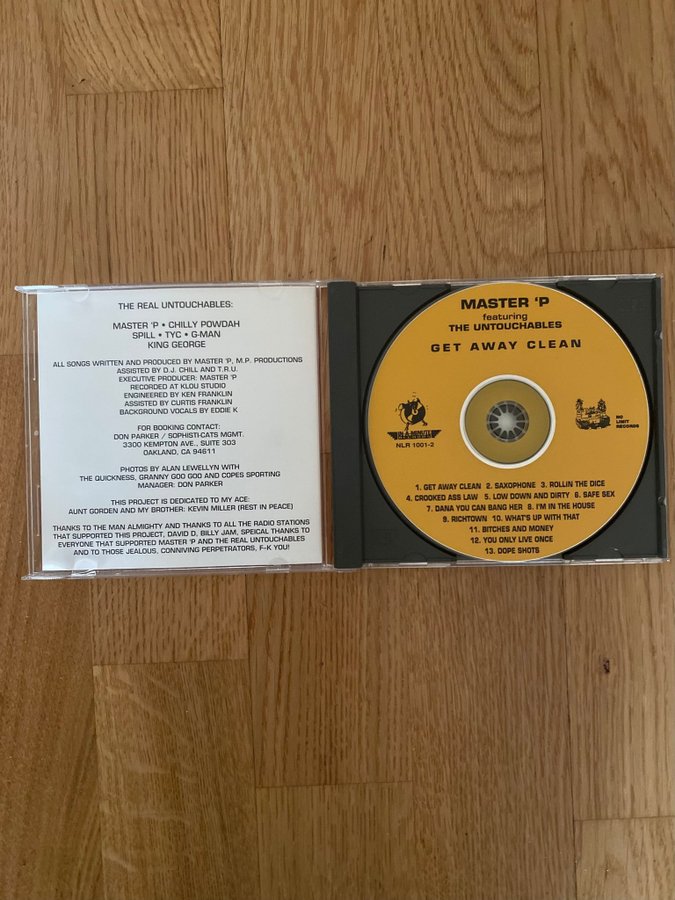 THE REAL UNTOUCHABLES:
MASTER 'P • CHILLY POWDAH
SPILL • TYC • G-MAN
KING GEORGE
ALL SONGS WRITTEN AND PRODUCED BY MASTER 'P, M.P. PRODUCTIONS
ASSISTED BY D.J. CHILL AND T.R.U.
EXECUTIVE PRODUCER: MASTER 'P
RECORDED AT KLOU STUDIO
ENGINEERED BY KEN FRANKLIN
ASSISTED BY CURTIS FRANKLIN
BACKGROUND VOCALS BY EDDIE K
FOR BOOKING CONTACT:
DON PARKER / SOPHISTI-CATS MGMT.
3300 KEMPTON AVE., SUITE 303
OAKLAND, CA 94611
PHOTOS BY ALAN LEWELLYN WITH
THE QUICKNESS, GRANNY GOO GOO AND COPES SPORTING
MANAGER: DON PARKER
THIS PROJECT IS DEDICATED TO MY ACE:
AUNT GORDEN AND MY BROTHER: KEVIN MILLER (REST IN PEACE)
THANKS TO THE MAN ALMIGHTY AND THANKS TO ALL THE RADIO STATIONS
THAT SUPPORTED THIS PROJECT, DAVID D, BILLY JAM, SPEICAL THANKS TO
EVERYONE THAT SUPPORTED MASTER 'P AND THE REAL UNTOUCHABLES
AND TO THOSE JEALOUS, CONNIVING PERPETRATORS, F-K YOU!
MASTER 'P
featuring
THE UNTOUCHABLES
GET AWAY CLEAN
IN-A-MINUTE
NLR 1001-2
NO
LIMIT
RECORDS
1. GET AWAY CLEAN 2. SAXOPHONE 3. ROLLIN THE DICE
4. CROOKED ASS LAW 5. LOW DOWN AND DIRTY 6. SAFE SEX
7. DANA YOU CAN BANG HER 8. I'M IN THE HOUSE
9. RICHTOWN 10. WHAT'S UP WITH THAT
11. BITCHES AND MONEY
12. YOU ONLY LIVE ONCE
13. DOPE SHOTS